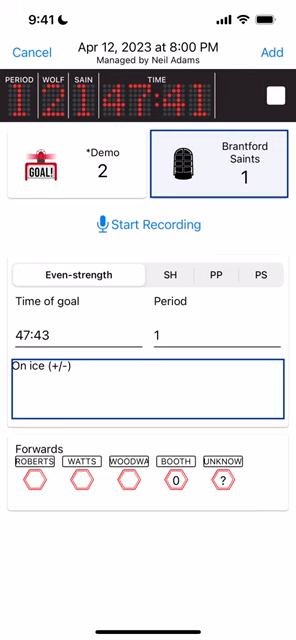 9:41
Cancel
Apr 12, 2023 at 8:00 PM
Managed by Neil Adams
Add
PERIOD WOLF SAIN TIME
1 2 1 47:41
GOAL!
*Demo
2
Brantford
Saints
1
Start Recording
Even-strength SH PP PS
Time of goal Period
47:43 1
On ice (+/-)
Forwards
ROBERTS WATTS WOODWA BOOTH UNKNOW
0 ?